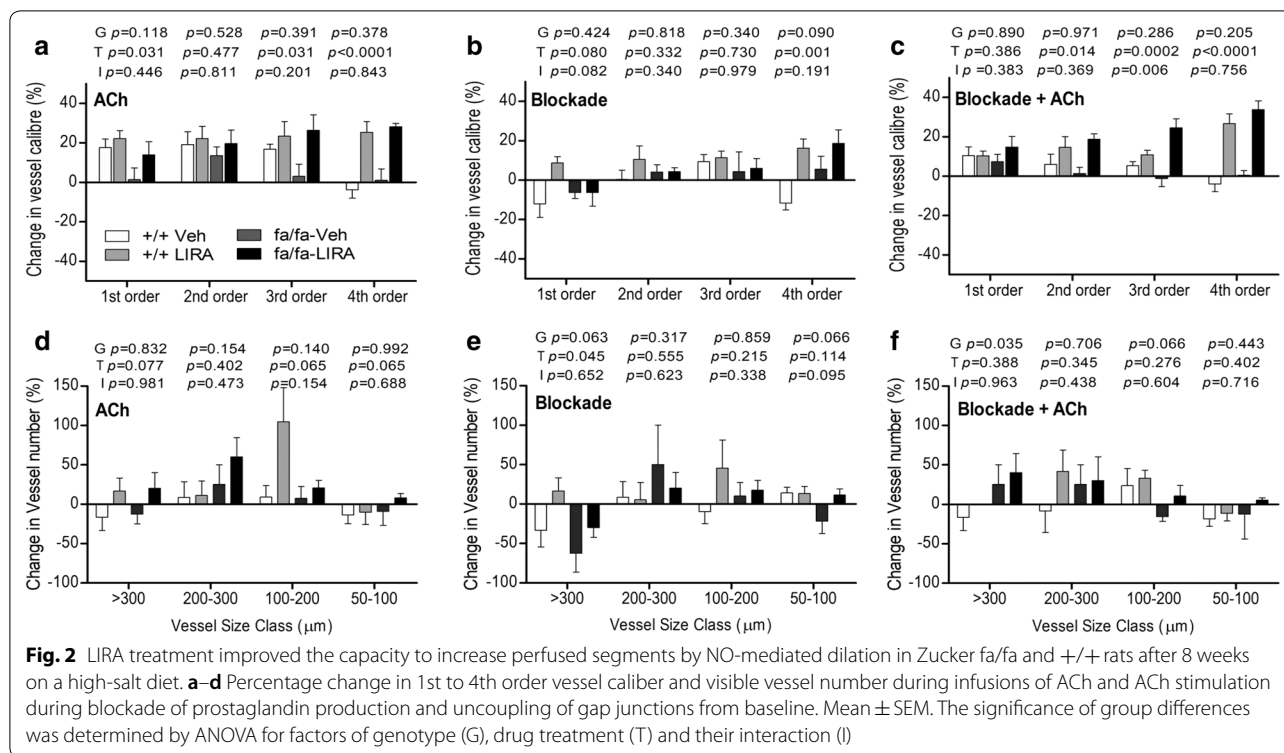 a
G p=0.118 p=0.528 p=0.391 p=0.378
T p=0.031 p=0.477 p=0.031 p<0.0001
I p=0.446 p=0.811 p=0.201 p=0.843
ACh
Change in vessel calibre (%)
40
20
0
-20
-40
+/+ Veh fa/fa-Veh
+/+ LIRA fa/fa-LIRA
1st order 2nd order 3rd order 4th order
b
G p=0.424 p=0.818 p=0.340 p=0.090
T p=0.080 p=0.332 p=0.730 p=0.001
I p=0.082 p=0.340 p=0.979 p=0.191
Blockade
Change in vessel calibre (%)
40
20
0
-20
-40
1st order 2nd order 3rd order 4th order
c
G p=0.890 p=0.971 p=0.286 p=0.205
T p=0.386 p=0.014 p=0.0002 p<0.0001
I p =0.383 p=0.369 p=0.006 p=0.756
Blockade + ACh
Change in vessel calibre (%)
40
20
0
-20
-40
1st order 2nd order 3rd order 4th order
d
G p=0.832 p=0.154 p=0.140 p=0.992
T p=0.077 p=0.402 p=0.065 p=0.065
I p=0.981 p=0.473 p=0.154 p=0.688
ACh
Change in Vessel number (%)
150
100
50
0
-50
-100
>300 200-300 100-200 50-100
Vessel Size Class (μm)
e
G p=0.063 p=0.317 p=0.859 p=0.066
T p=0.045 p=0.555 p=0.215 p=0.114
I p=0.652 p=0.623 p=0.338 p=0.095
Blockade
Change in Vessel number (%)
150
100
50
0
-50
-100
>300 200-300 100-200 50-100
Vessel Size Class (μm)
f
G p=0.035 p=0.706 p=0.066 p=0.443
T p=0.388 p=0.345 p=0.276 p=0.402
I p=0.963 p=0.438 p=0.604 p=0.716
Blockade + ACh
Change in Vessel number (%)
150
100
50
0
-50
-100
>300 200-300 100-200 50-100
Vessel Size Class (μm)
Fig. 2 LIRA treatment improved the capacity to increase perfused segments by NO-mediated dilation in Zucker fa/fa and +/+ rats after 8 weeks
on a high-salt diet. a–d Percentage change in 1st to 4th order vessel caliber and visible vessel number during infusions of ACh and ACh stimulation
during blockade of prostaglandin production and uncoupling of gap junctions from baseline. Mean ± SEM. The significance of group differences
was determined by ANOVA for factors of genotype (G), drug treatment (T) and their interaction (I)